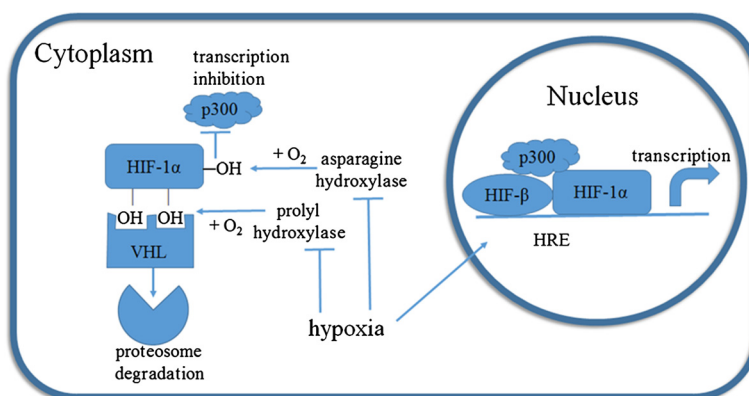 Cytoplasm
transcription
inhibition
p300
HIF-1α
OH
+ O₂
asparagine
hydroxylase
OH
OH
+ O₂
prolyl
hydroxylase
VHL
hypoxia
proteosome
degradation
Nucleus
p300
transcription
HIF-β
HIF-1α
HRE